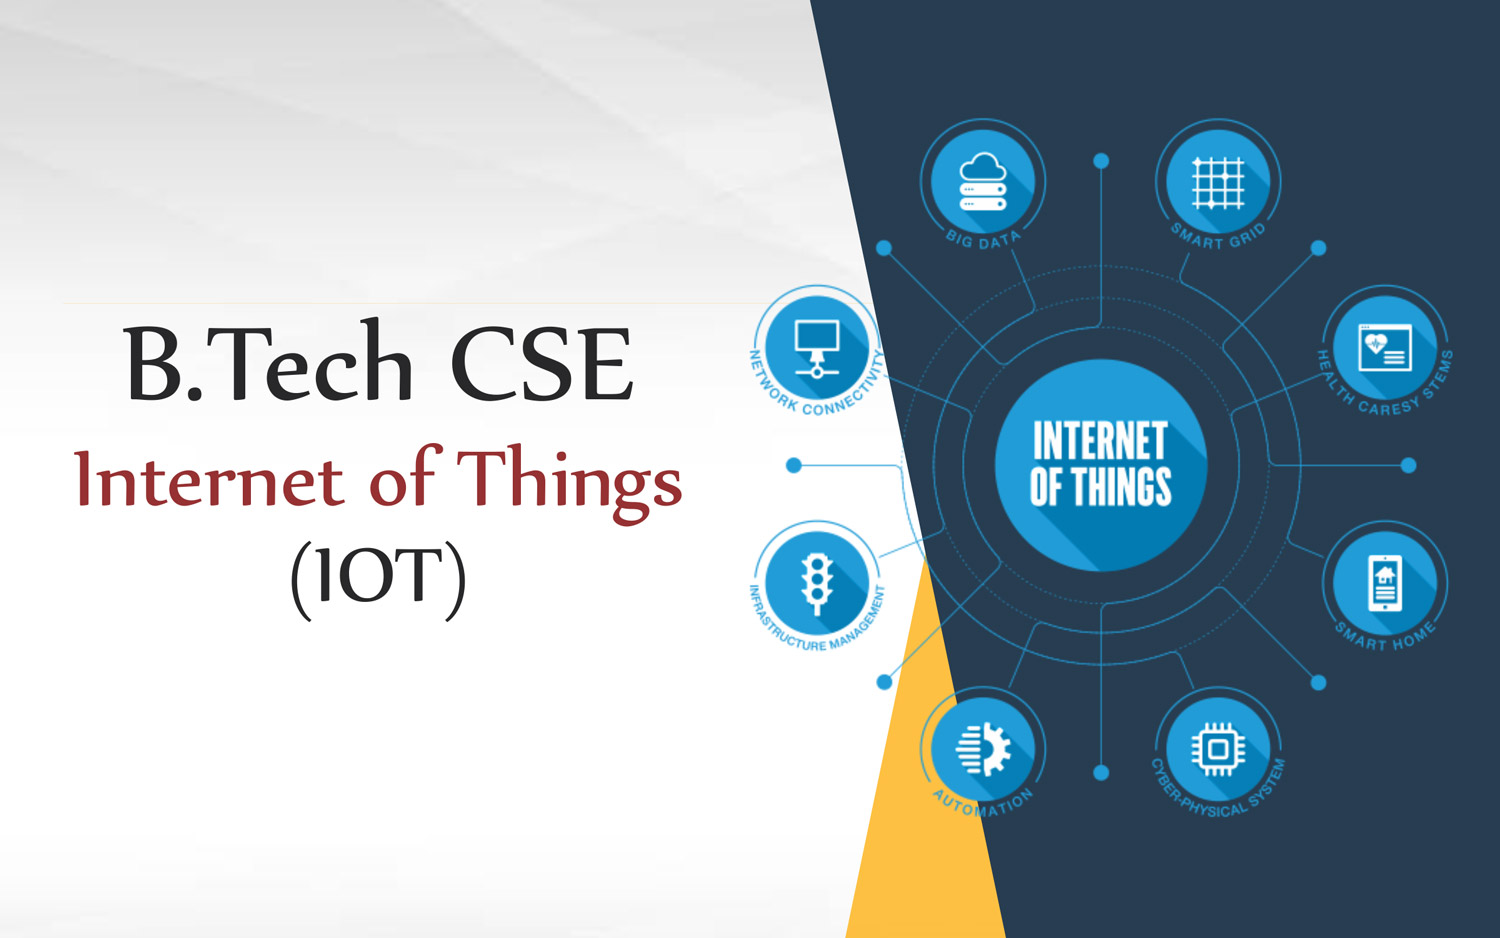 B.Tech CSE
Internet of Things
(IOT)
BIG DATA
SMART GRID
NETWORK CONNECTIVITY
HEALTH CARESY STEMS
INTERNET
OF THINGS
INFRASTRUCTURE MANAGEMENT
SMART HOME
AUTOMATION
CYBER-PHYSICAL SYSTEM